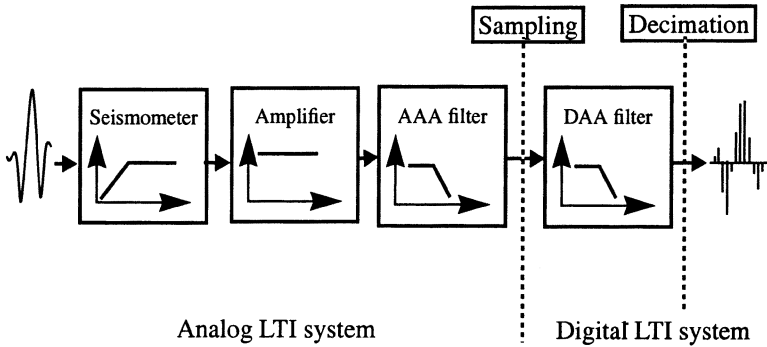 Sampling
Decimation
Seismometer
Amplifier
AAA filter
DAA filter
Analog LTI system
Digital LTI system